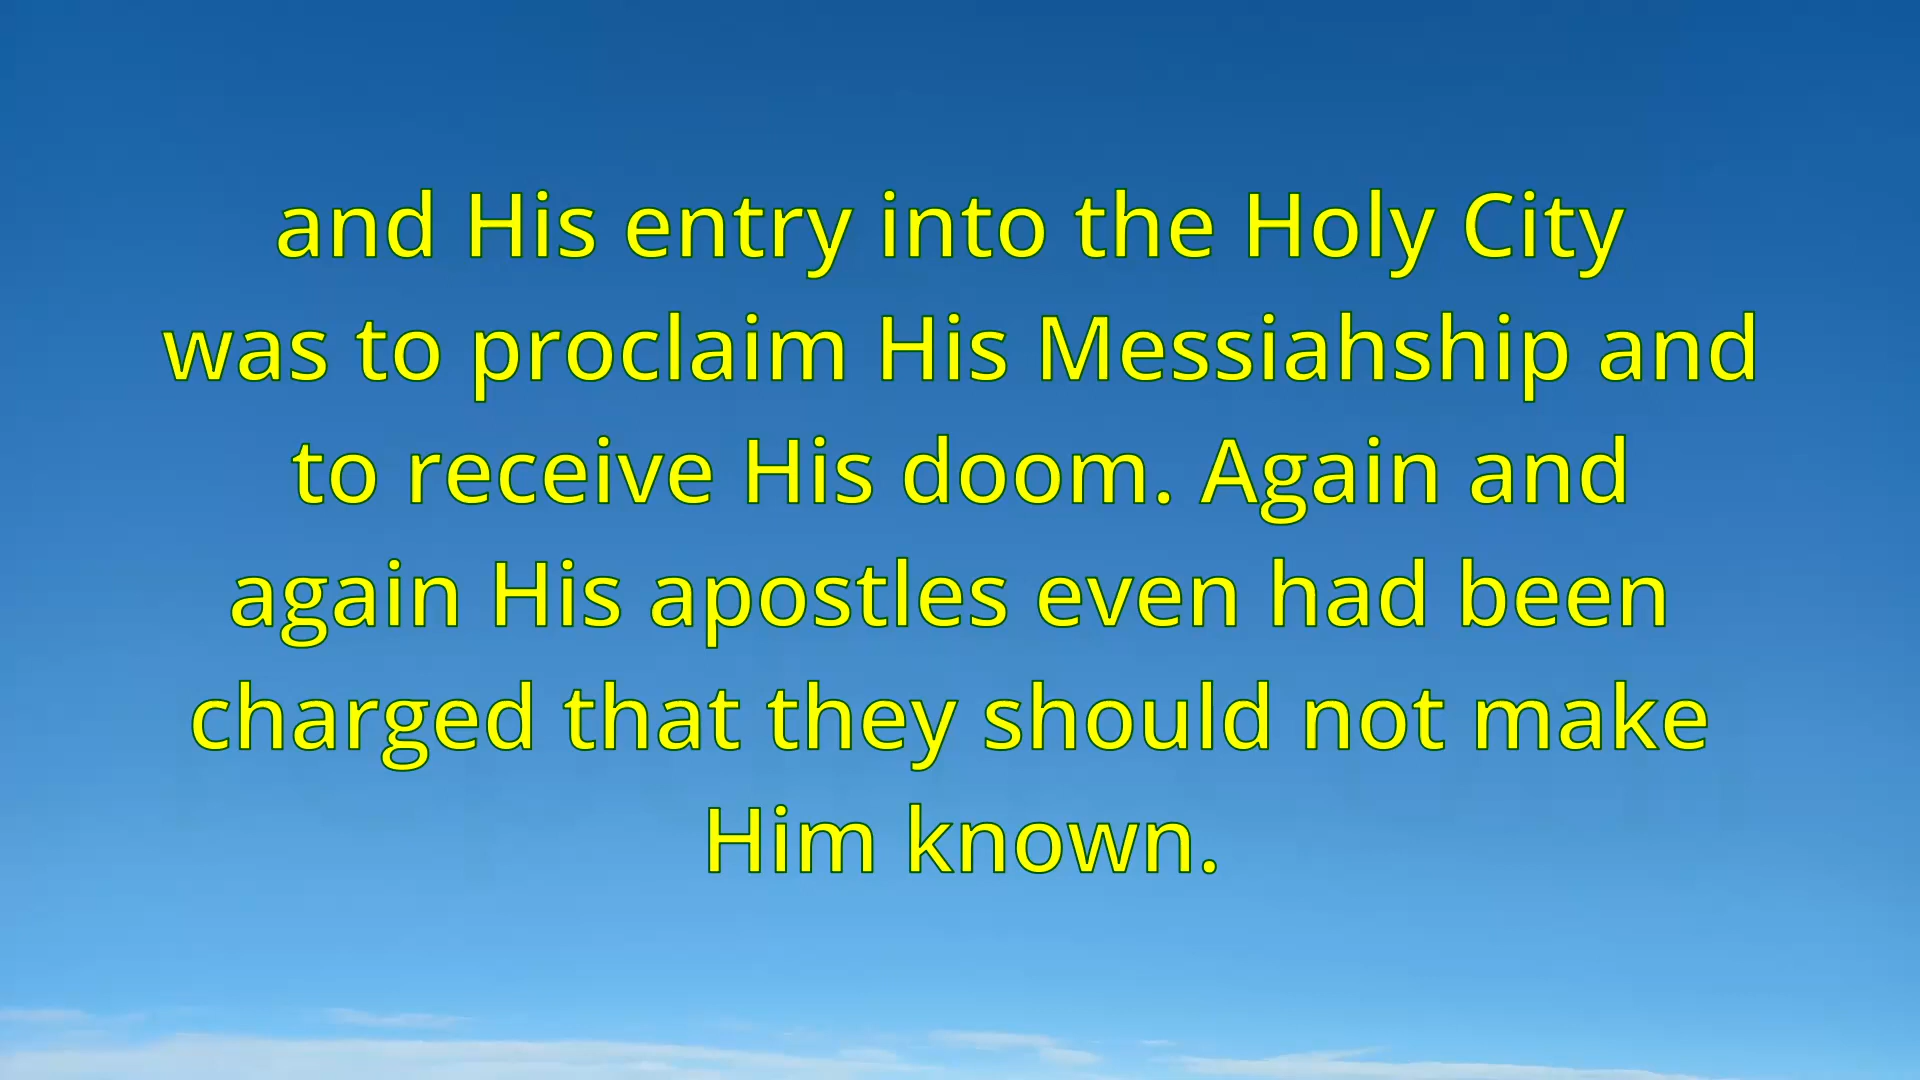 and His entry into the Holy City
was to proclaim His Messiahship and
to receive His doom. Again and
again His apostles even had been
charged that they should not make
Him known.